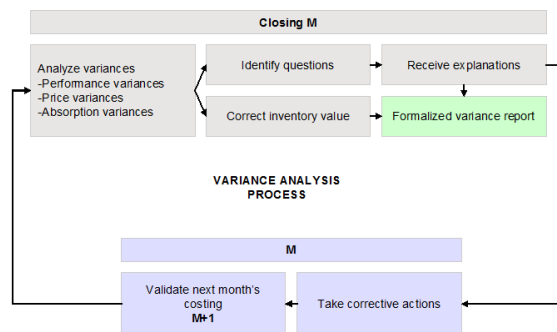 Closing M
Analyze variances
-Performance variances
-Price variances
-Absorption variances
Identify questions
Receive explanations
Correct inventory value
Formalized variance report
VARIANCE ANALYSIS
PROCESS
M
Validate next month's
costing
M+1
Take corrective actions